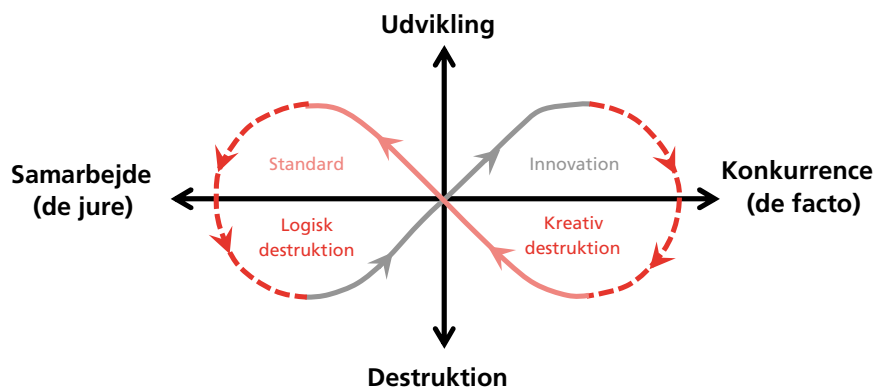 Udvikling
Samarbejde
(de jure)
Standard
Innovation
Konkurrence
(de facto)
Logisk
destruktion
Kreativ
destruktion
Destruktion